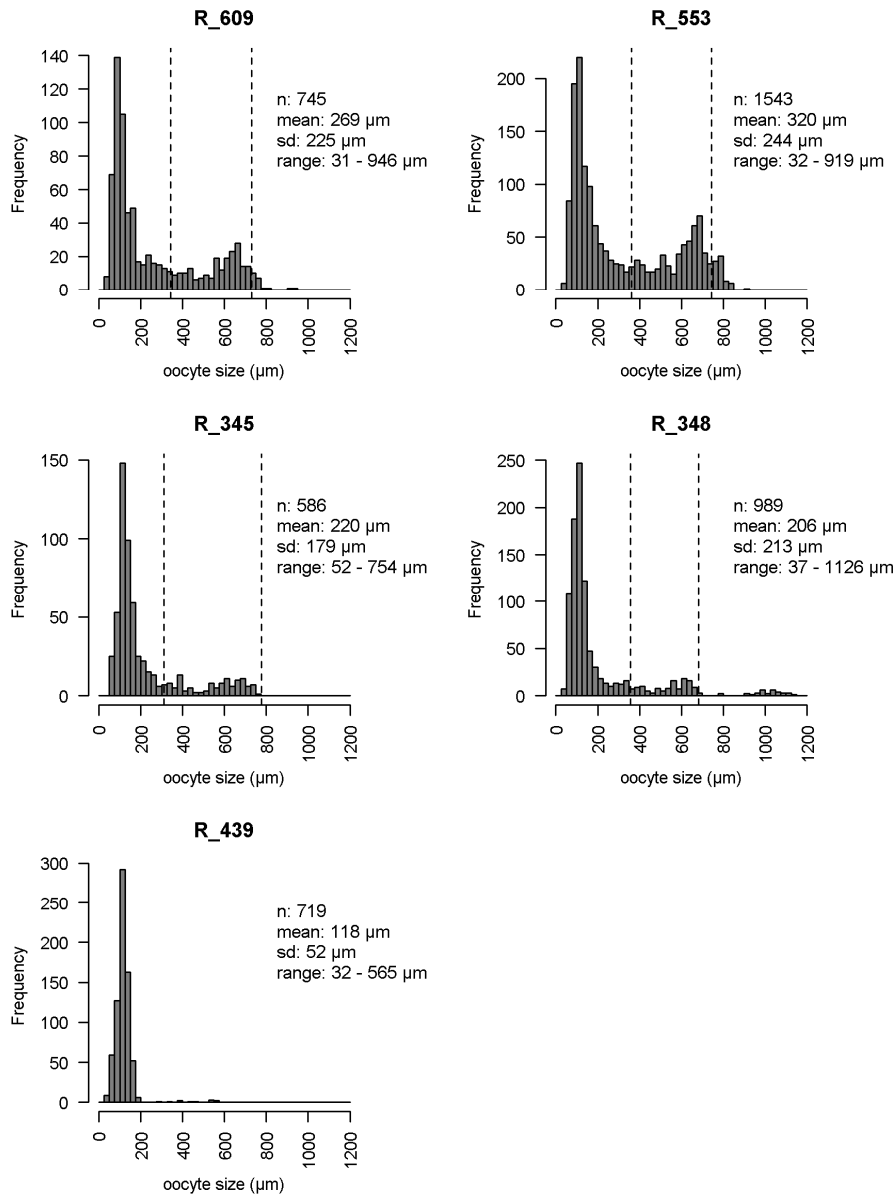 R_609
140
120
100
80
60
40
20
0
Frequency
n: 745
mean: 269 µm
sd: 225 µm
range: 31 - 946 µm
0
200
400
600
800
1000
1200
oocyte size (µm)
R_553
200
150
100
50
0
Frequency
n: 1543
mean: 320 µm
sd: 244 µm
range: 32 - 919 µm
0
200
400
600
800
1000
1200
oocyte size (µm)
R_345
150
100
50
0
Frequency
n: 586
mean: 220 µm
sd: 179 µm
range: 52 - 754 µm
0
200
400
600
800
1000
1200
oocyte size (µm)
R_348
250
200
150
100
50
0
Frequency
n: 989
mean: 206 µm
sd: 213 µm
range: 37 - 1126 µm
0
200
400
600
800
1000
1200
oocyte size (µm)
R_439
300
250
200
150
100
50
0
Frequency
n: 719
mean: 118 µm
sd: 52 µm
range: 32 - 565 µm
0
200
400
600
800
1000
1200
oocyte size (µm)